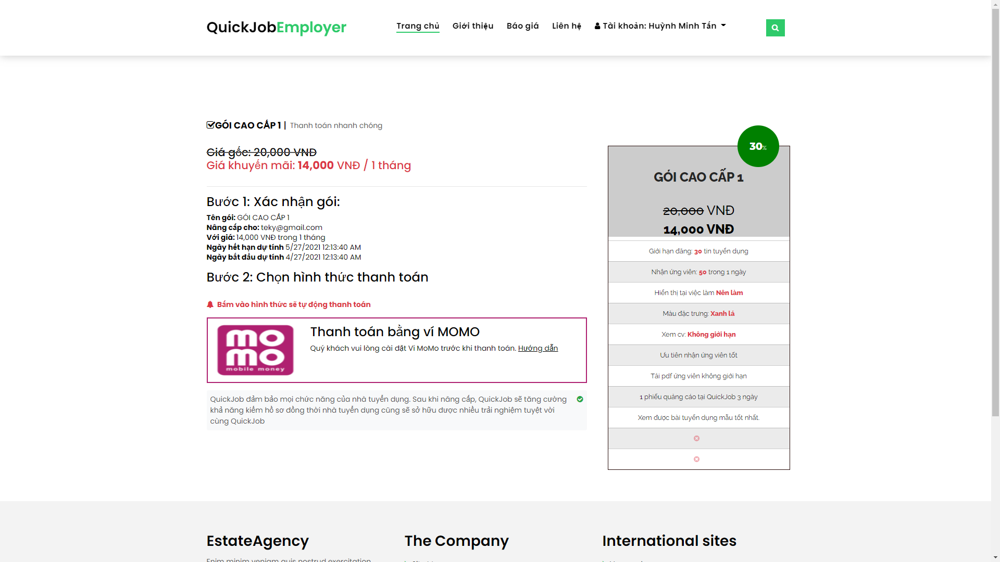 QuickJobEmployer
Trang chủ
Giới thiệu
Báo giá
Liên hệ
Tài khoản: Huỳnh Minh Tấn
GÓI CAO CẤP 1 | Thanh toán nhanh chóng
Giá gốc: 20,000 VNĐ
Giá khuyến mãi: 14,000 VNĐ / 1 tháng
Bước 1: Xác nhận gói:
Tên gói: GÓI CAO CẤP 1
Nâng cấp cho: teky@gmail.com
Với giá: 14,000 VNĐ trong 1 tháng
Ngày hết hạn dự tính 5/27/2021 12:13:40 AM
Ngày bắt đầu dự tính 4/27/2021 12:13:40 AM
Bước 2: Chọn hình thức thanh toán
Bấm vào hình thức sẽ tự động thanh toán
mo
mo
mobile money
Thanh toán bằng ví MOMO
Quý khách vui lòng cài đặt Ví MoMo trước khi thanh toán. Hướng dẫn
QuickJob đảm bảo mọi chức năng của nhà tuyển dụng. Sau khi nâng cấp, QuickJob sẽ tăng cường
khả năng kiếm hồ sơ đồng thời nhà tuyển dụng cũng sẽ sở hữu được nhiều trải nghiệm tuyệt vời
cùng QuickJob
30%
GÓI CAO CẤP 1
20,000 VNĐ
14,000 VNĐ
Giới hạn đăng: 30 tin tuyển dụng
Nhận ứng viên: 50 trong 1 ngày
Hiển thị tại việc làm Nên làm
Màu đặc trưng: Xanh lá
Xem cv: Không giới hạn
Ưu tiên nhận ứng viên tốt
Tải pdf ứng viên không giới hạn
1 phiếu quảng cáo tại QuickJob 3 ngày
Xem được bài tuyển dụng mẫu tốt nhất.
EstateAgency
Enim minim veniam quis nostrud exercitation
The Company
International sites